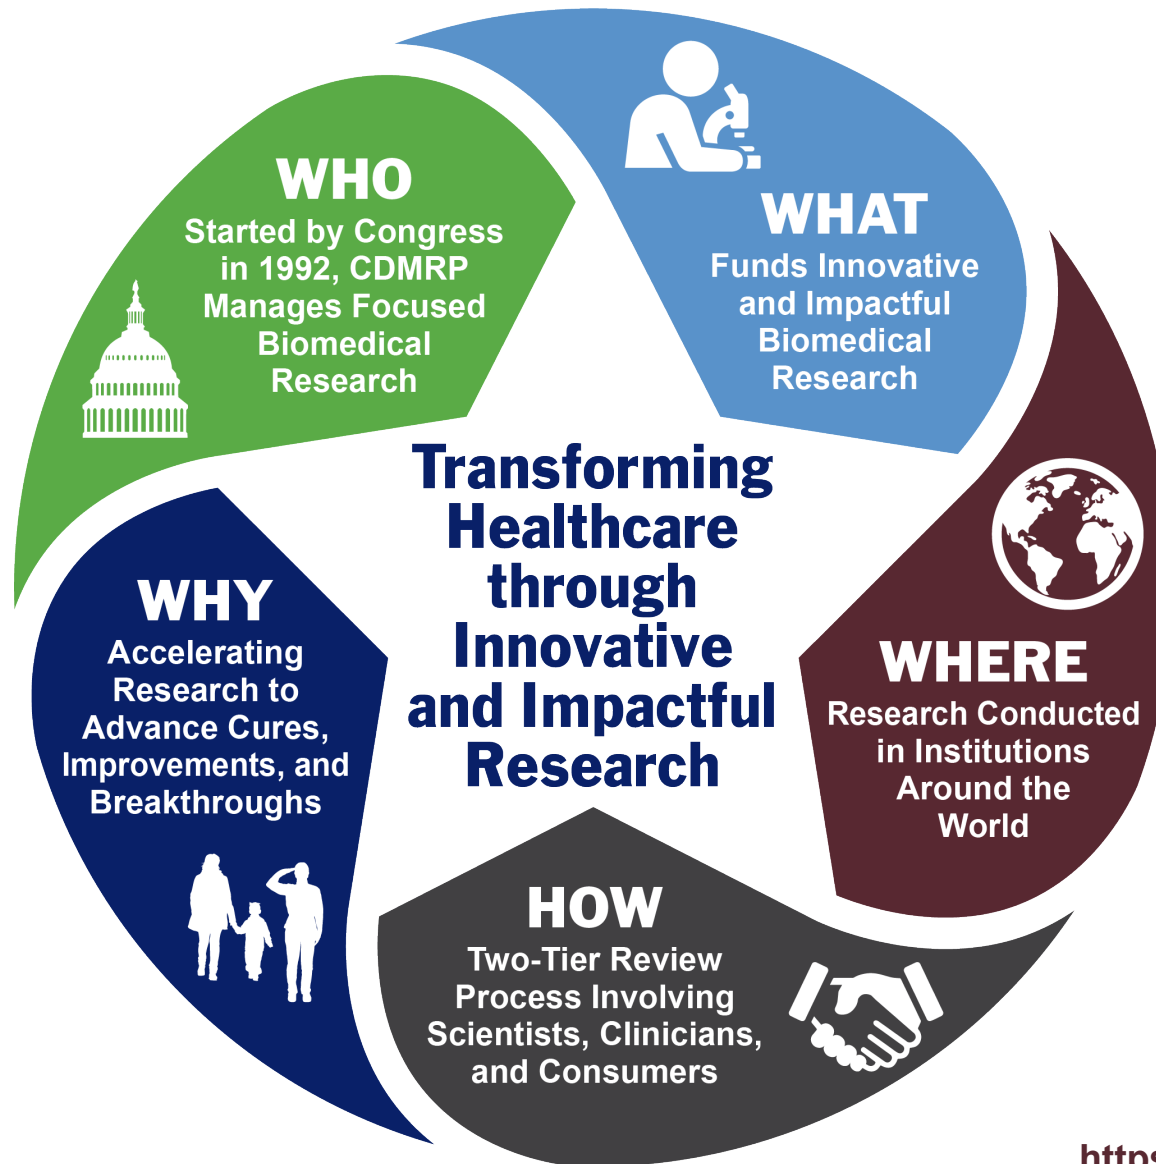 WHO
Started by Congress
in 1992, CDMRP
Manages Focused
Biomedical
Research
WHAT
Funds Innovative
and Impactful
Biomedical
Research
WHERE
Research Conducted
in Institutions
Around the
World
HOW
Two-Tier Review
Process Involving
Scientists, Clinicians,
and Consumers
WHY
Accelerating
Research to
Advance Cures,
Improvements, and
Breakthroughs
Transforming
Healthcare
through
Innovative
and Impactful
Research